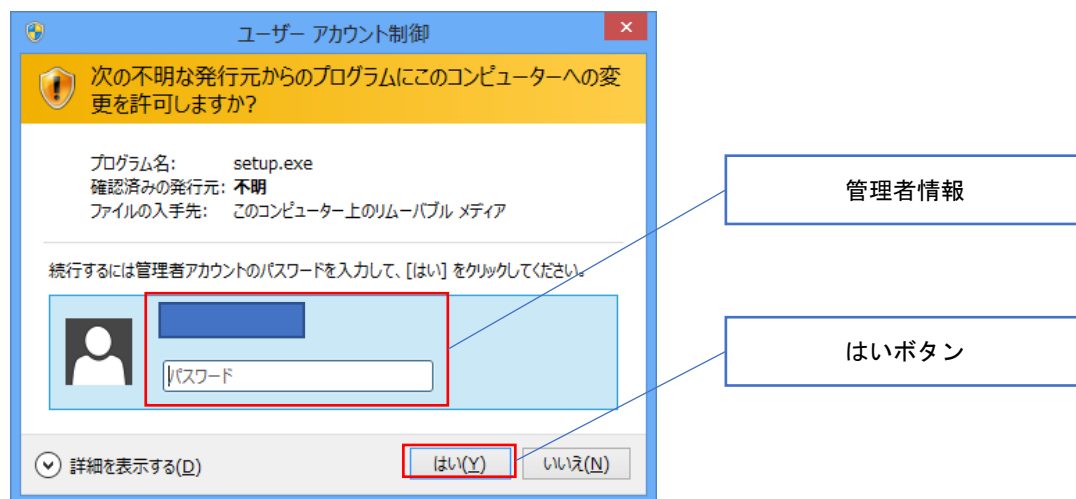 ユーザー アカウント制御
次の不明な発行元からのプログラムにこのコンピューターへの変
更を許可しますか?
プログラム名: setup.exe
確認済みの発行元: 不明
ファイルの入手先: このコンピューター上のリムーバブル メディア
続行するには管理者アカウントのパスワードを入力して、[はい] をクリックしてください。
パスワード
詳細を表示する(D)
はい(Y)
いいえ(N)
管理者情報
はいボタン